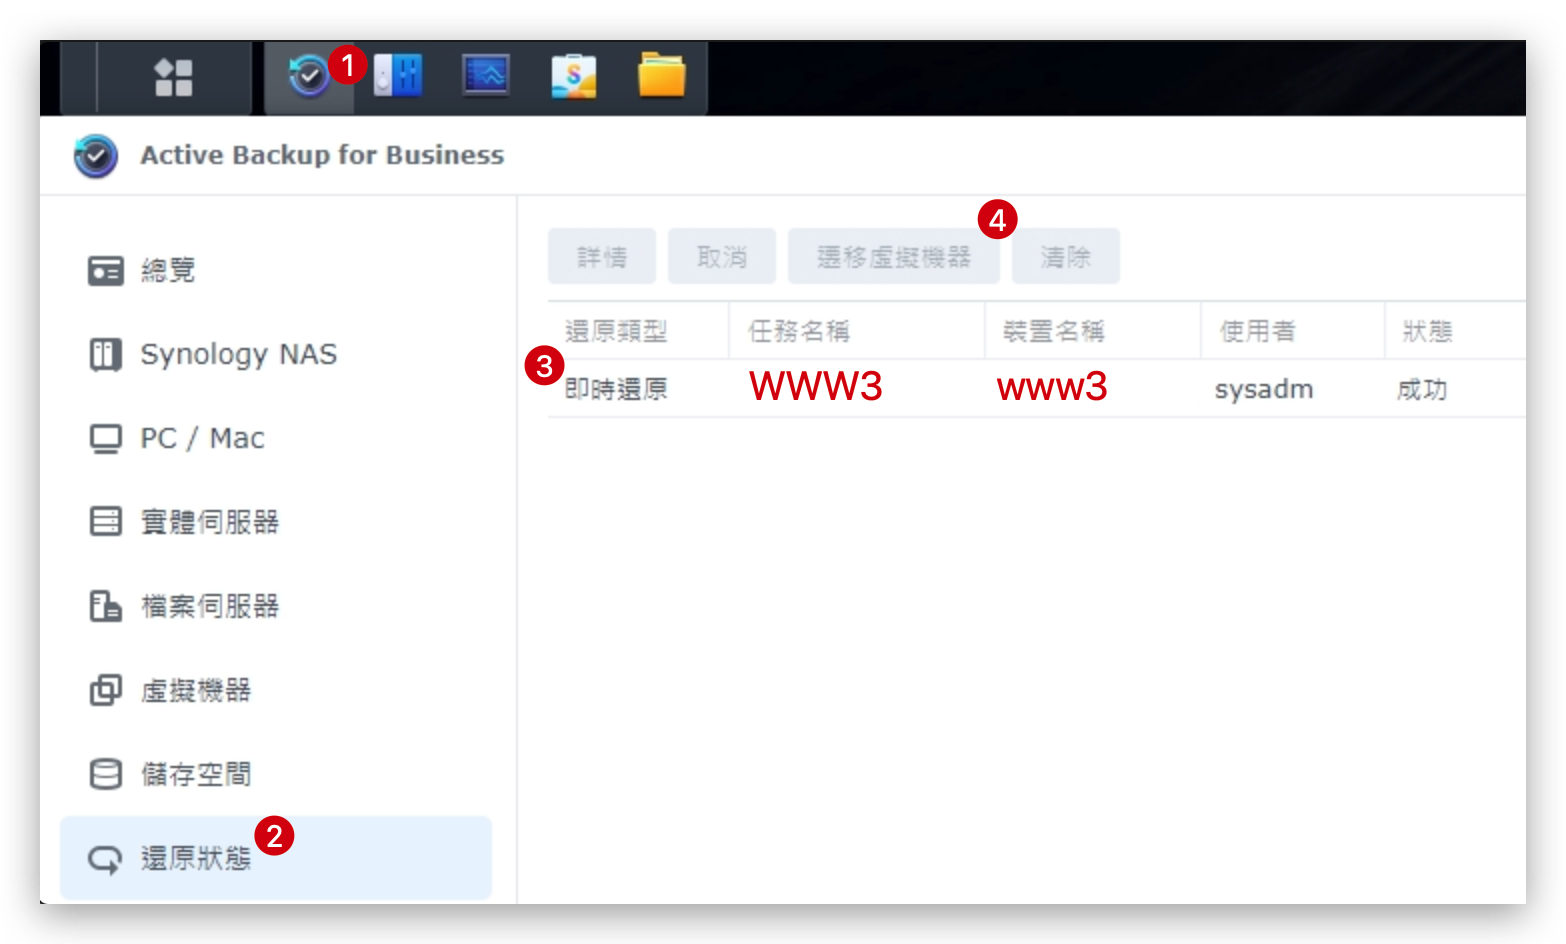 1
Active Backup for Business
總覽
Synology NAS
PC / Mac
實體伺服器
檔案伺服器
虛擬機器
儲存空間
還原狀態 2
4
詳情 取消 遷移虛擬機器 清除
還原類型 任務名稱 裝置名稱 使用者 狀態
3
即時還原 WWW3 www3 sysadm 成功